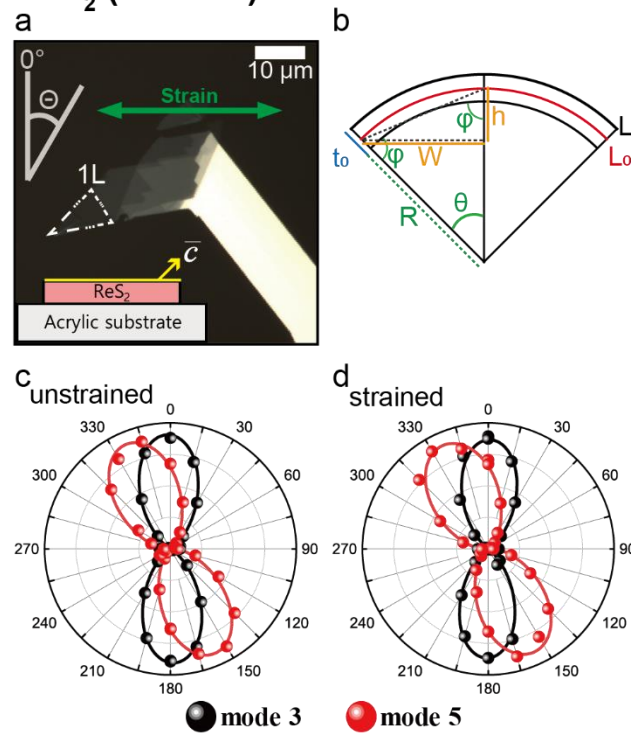 2 (
)
a
b
0°
Θ
10 μm
Strain
1L
c̅
ReS₂
Acrylic substrate
φ
h
L
t₀
φ
W
L₀
R
θ
c
unstrained
d
strained
0
330
30
300
60
270
90
240
120
210
150
180
0
330
30
300
60
270
90
240
120
210
150
180
mode 3
mode 5